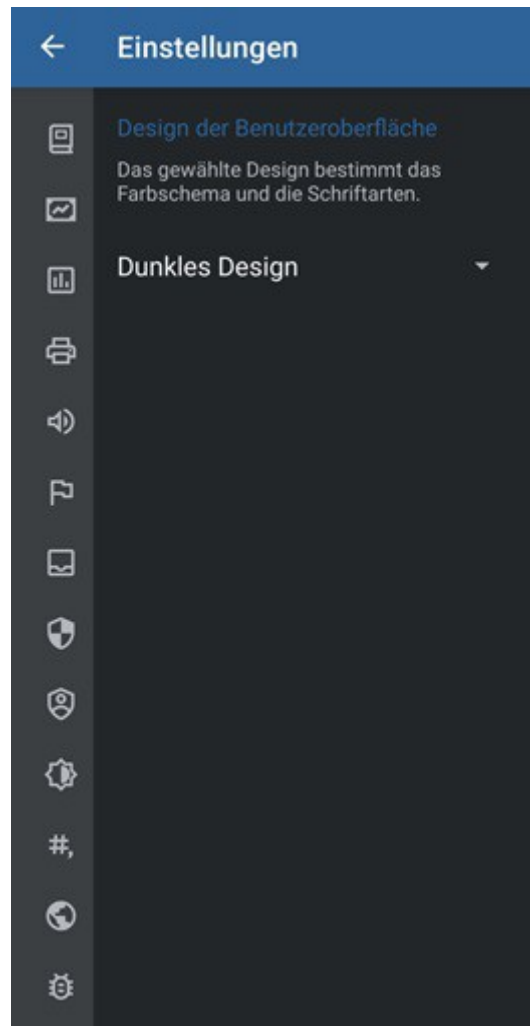 Einstellungen
Design der Benutzeroberfläche
Das gewählte Design bestimmt das
Farbschema und die Schriftarten.
Dunkles Design
#,